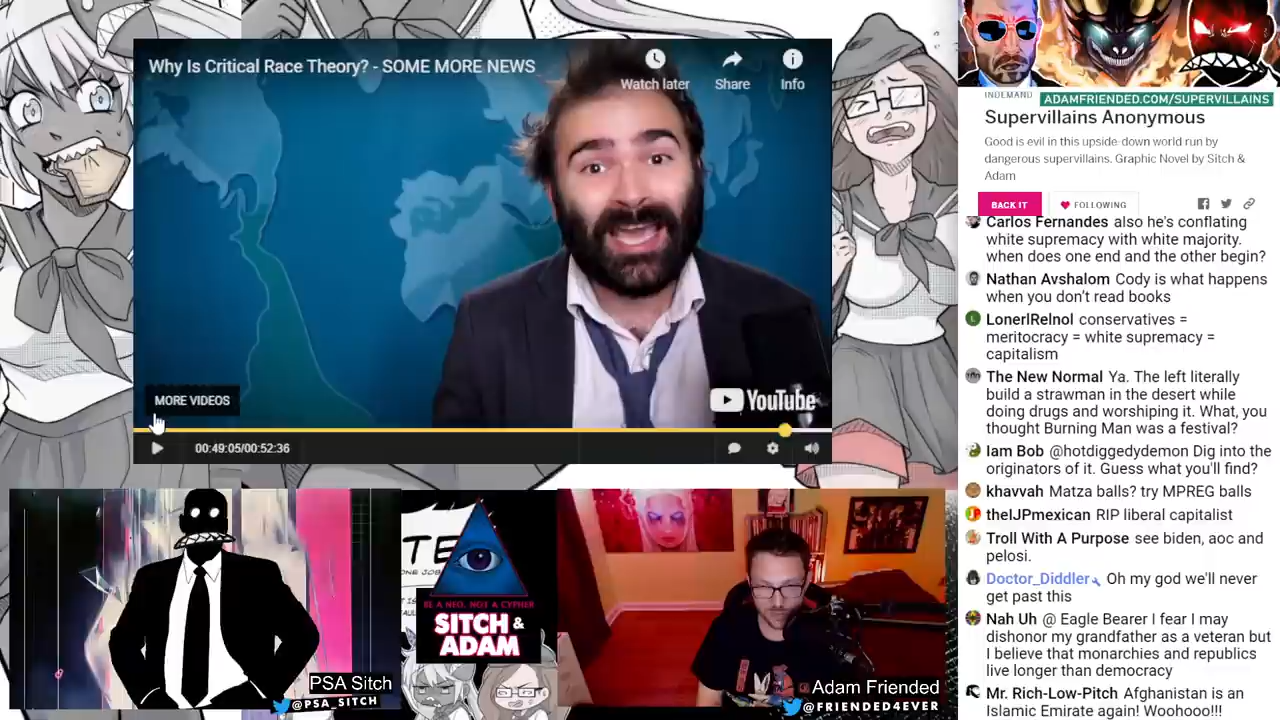 Why Is Critical Race Theory? - SOME MORE NEWS
Watch later
Share
Info
MORE VIDEOS
YouTube
00:49:05/00:52:36
PSA Sitch
@PSA_SITCH
BE A NEO, NOT A CYPHER
SITCH &
ADAM
Adam Friended
@FRIENDED4EVER
INDEMAND
ADAMFRIENDED.COM/SUPERVILLAINS
Supervillains Anonymous
Good is evil in this upside-down world run by
dangerous supervillains. Graphic Novel by Sitch &
Adam
BACK IT
FOLLOWING
Carlos Fernandes also he's conflating
white supremacy with white majority.
when does one end and the other begin?
Nathan Avshalom Cody is what happens
when you don't read books
LonerlRelnol conservatives =
meritocracy = white supremacy =
capitalism
The New Normal Ya. The left literally
build a strawman in the desert while
doing drugs and worshiping it. What, you
thought Burning Man was a festival?
Iam Bob @hotdiggedydemon Dig into the
originators of it. Guess what you'll find?
khavvah Matza balls? try MPREG balls
theIJPmexican RIP liberal capitalist
Troll With A Purpose see biden, aoc and
pelosi.
Doctor_Diddler Oh my god we'll never
get past this
Nah Uh @ Eagle Bearer I fear I may
dishonor my grandfather as a veteran but
I believe that monarchies and republics
live longer than democracy
Mr. Rich-Low-Pitch Afghanistan is an
Islamic Emirate again! Woohooo!!!